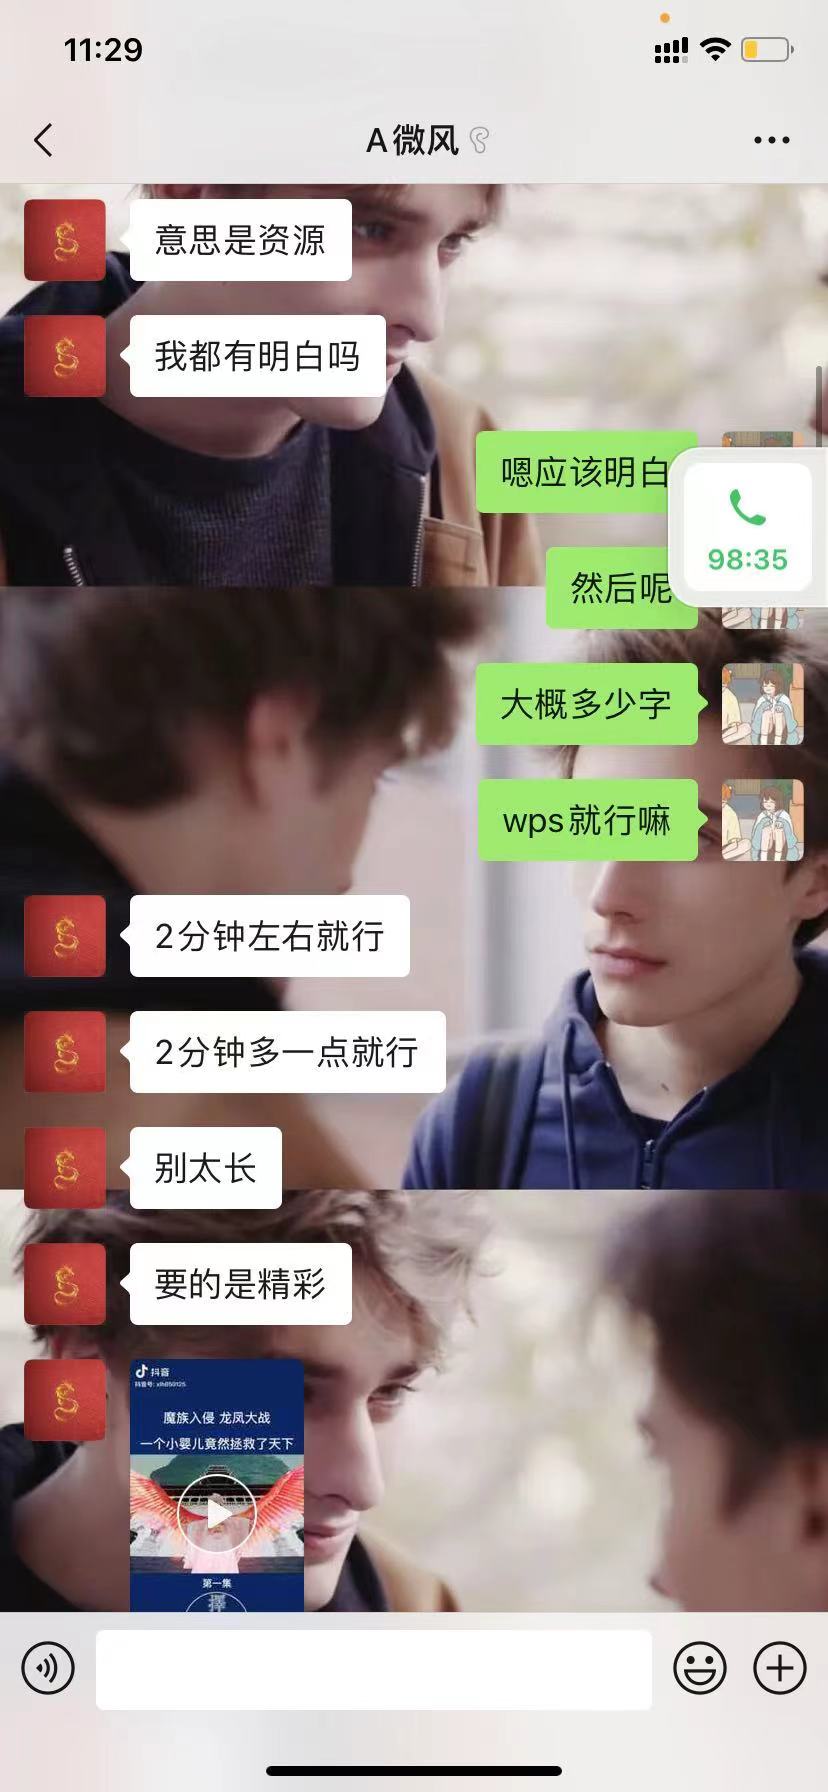 11:29
A微风
意思是资源
我都有明白吗
嗯应该明白
98:35
然后呢
大概多少字
wps就行嘛
2分钟左右就行
2分钟多一点就行
别太长
要的是精彩
抖音
抖音号: xlh850125
魔族入侵 龙凤大战
一个小婴儿竟然拯救了天下
第一集